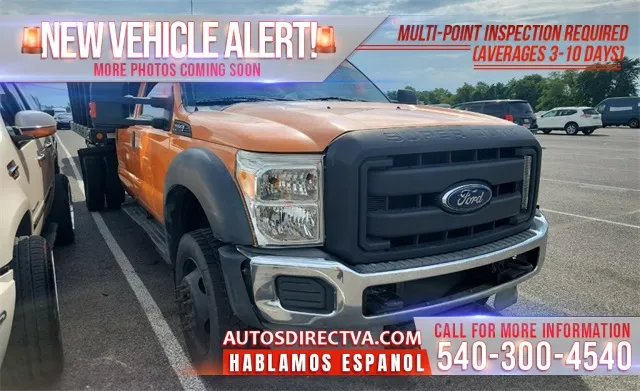 NEW VEHICLE ALERT!
MORE PHOTOS COMING SOON
MULTI-POINT INSPECTION REQUIRED
(AVERAGES 3-10 DAYS)
SUPER DUTY
Ford
AUTOSDIRECTVA.COM
HABLAMOS ESPANOL
CALL FOR MORE INFORMATION
540-300-4540